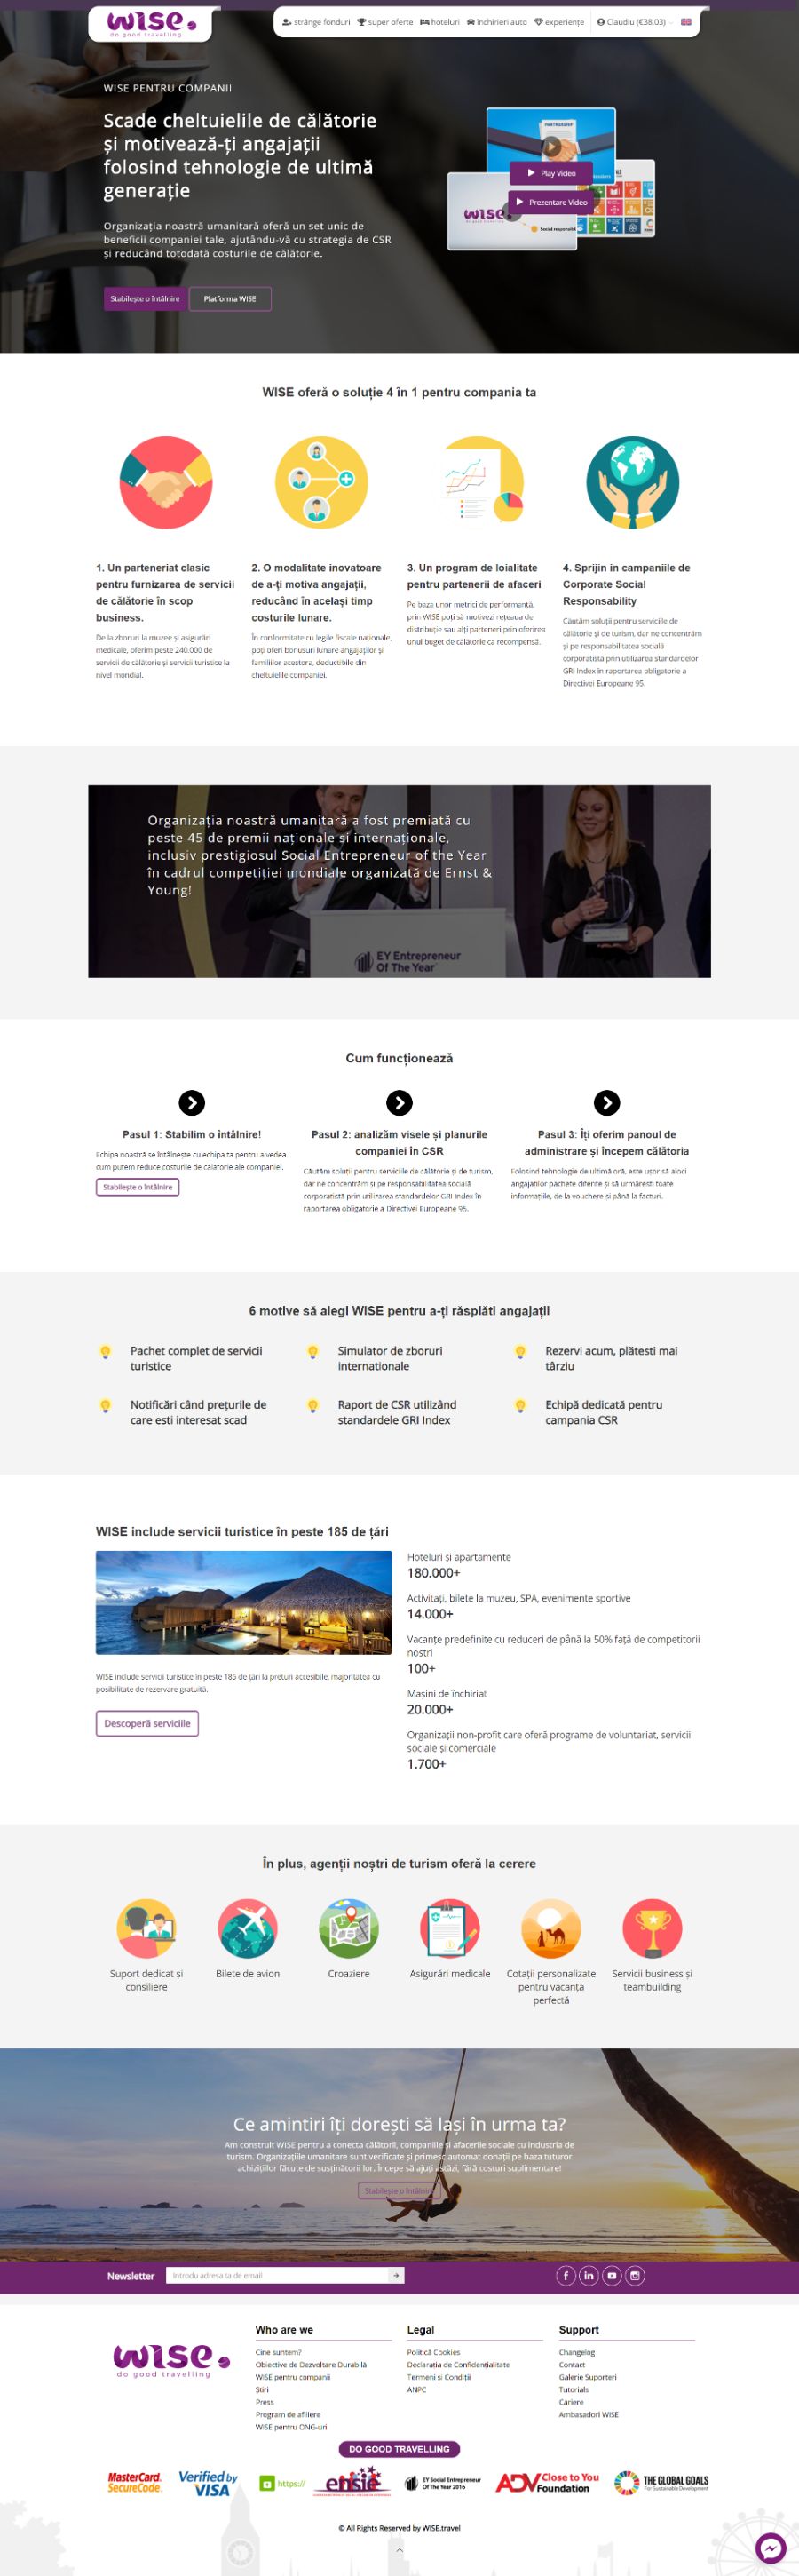 wise.
do good travelling
strânge fonduri super oferte hoteluri închirieri auto experiențe Claudiu (€38.03)
WISE PENTRU COMPANII
Scade cheltuielile de călătorie
și motivează-ți angajații
folosind tehnologie de ultimă
generație
Organizația noastră umanitară oferă un set unic de
beneficii companiei tale, ajutându-vă cu strategia de CSR
și reducând totodată costurile de călătorie.
Stabilește o întâlnire Platforma WISE
PARTNERSHIP
Play Video
Prezentare Video
wise
WISE oferă o soluție 4 în 1 pentru compania ta
1. Un parteneriat clasic
pentru furnizarea de servicii
de călătorie în scop
business.
De la zboruri la muzee și asigurări
medicale, oferim peste 240.000 de
servicii de călătorie și servicii turistice la
nivel mondial.
2. O modalitate inovatoare
de a-ți motiva angajații,
reducând în același timp
costurile lunare.
În conformitate cu legile fiscale naționale,
poți oferi bonusuri lunare angajaților și
familiilor acestora, deductibile din
cheltuielile companiei.
3. Un program de loialitate
pentru partenerii de afaceri
Pe baza unor metrici de performanță,
prin WISE poți să motivezi rețeaua de
distribuție sau alți parteneri prin oferirea
unui buget de călătorie ca recompensă.
4. Sprijin in campaniile de
Corporate Social
Responsability
Căutăm soluții pentru serviciile de
călătorie și de turism, dar ne concentrăm
și pe responsabilitatea socială
corporatistă prin utilizarea standardelor
GRI Index în raportarea obligatorie a
Directivei Europeane 95.
Organizația noastră umanitară a fost premiată cu
peste 45 de premii naționale și internaționale,
inclusiv prestigiosul Social Entrepreneur of the Year
în cadrul competiției mondiale organizată de Ernst &
Young!
EY Entrepreneur
Of The Year
Cum funcționează
Pasul 1: Stabilim o întâlnire!
Echipa noastră se întâlnește cu echipa ta pentru a vedea
cum putem reduce costurile de călătorie ale companiei.
Stabilește o întâlnire
Pasul 2: analizăm visele și planurile
companiei în CSR
Căutăm soluții pentru serviciile de călătorie și de turism,
dar ne concentrăm și pe responsabilitatea socială
corporatistă prin utilizarea standardelor GRI Index în
raportarea obligatorie a Directivei Europeane 95.
Pasul 3: Îți oferim panoul de
administrare și începem călătoria
Folosind tehnologie de ultimă oră, este ușor să aloci
angajaților pachete diferite și să urmărești toate
informațiile, de la vouchere și până la facturi.
6 motive să alegi WISE pentru a-ți răsplăti angajații
Pachet complet de servicii
turistice
Simulator de zboruri
internationale
Rezervi acum, plătesti mai
târziu
Notificări când prețurile de
care esti interesat scad
Raport de CSR utilizând
standardele GRI Index
Echipă dedicată pentru
campania CSR
WISE include servicii turistice în peste 185 de țări
WISE include servicii turistice în peste 185 de țări la prețuri accesibile, majoritatea cu
posibilitate de rezervare gratuită.
Descoperă serviciile
Hoteluri și apartamente
180.000+
Activitați, bilete la muzeu, SPA, evenimente sportive
14.000+
Vacanțe predefinite cu reduceri de până la 50% față de competitorii
noștri
100+
Mașini de închiriat
20.000+
Organizații non-profit care oferă programe de voluntariat, servicii
sociale și comerciale
1.700+
În plus, agenții noștri de turism oferă la cerere
Suport dedicat și
consiliere
Bilete de avion
Croaziere
Asigurări medicale
Cotații personalizate
pentru vacanța
perfectă
Servicii business și
teambuilding
Ce amintiri îți dorești să lași în urma ta?
Am construit WISE pentru a conecta călătorii, companiile și afacerile sociale cu industria de
turism. Organizațiile umanitare sunt verificate și primesc automat donații pe baza tuturor
achizițiilor făcute de susținătorii lor. Începe să ajuți astăzi, fără costuri suplimentare!
Stabilește o întâlnire
Newsletter Introdu adresa ta de email
wise.
do good travelling
Who are we
Cine suntem?
Obiective de Dezvoltare Durabilă
WISE pentru companii
Știri
Press
Program de afiliere
WISE pentru ONG-uri
Legal
Politică Cookies
Declarația de Confidențialitate
Termeni și Condiții
ANPC
Support
Changelog
Contact
Galerie Suporteri
Tutorials
Cariere
Ambasadori WISE
DO GOOD TRAVELLING
MasterCard.
SecureCode.
Verified by
VISA
https://
ensie
EY Social Entrepreneur
Of The Year 2016
ADV Close to You
Foundation
THE GLOBAL GOALS
For Sustainable Development
© All Rights Reserved by WISE.travel